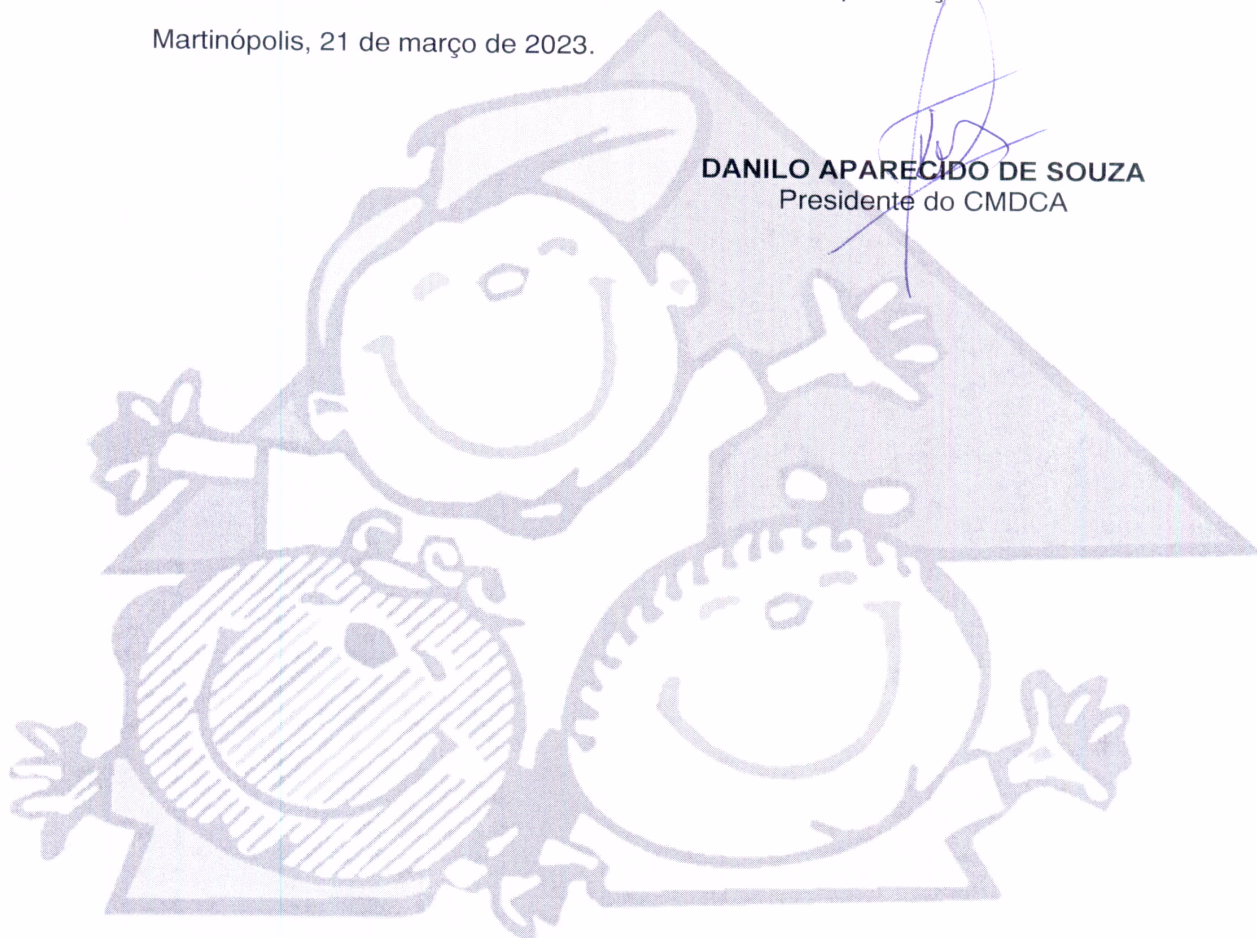 Martinópolis, 21 de março de 2023.
DANILO APARECIDO DE SOUZA
Presidente do CMDCA